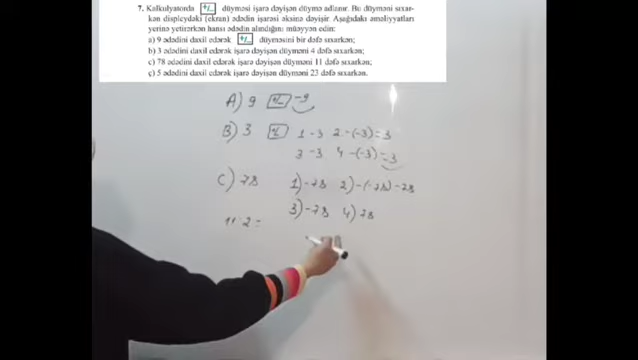 7. Kalkulyatorda +/– düyməsi işarə dəyişən düymə adlanır. Bu düyməni sıxar-
kən displeydəki (ekran) ədədin işarəsi əksinə dəyişir. Aşağıdakı əməliyyatları
yerinə yetirərkən hansı ədədin alındığını müəyyən edin:
a) 9 ədədini daxil edərək +/– düyməsini bir dəfə sıxarkən;
b) 3 ədədini daxil edərək işarə dəyişən düyməni 4 dəfə sıxarkən;
c) 78 ədədini daxil edərək işarə dəyişən düyməni 11 dəfə sıxarkən;
ç) 5 ədədini daxil edərək işarə dəyişən düyməni 23 dəfə sıxarkən.
A) 9 +/– -9
B) 3 +/- 1 -3 2 -(-3)=3
3 -3 4 -(-3)=3
C) 78 1) -78 2) -(-78) -78
3) -78 4) 78
11 2 =